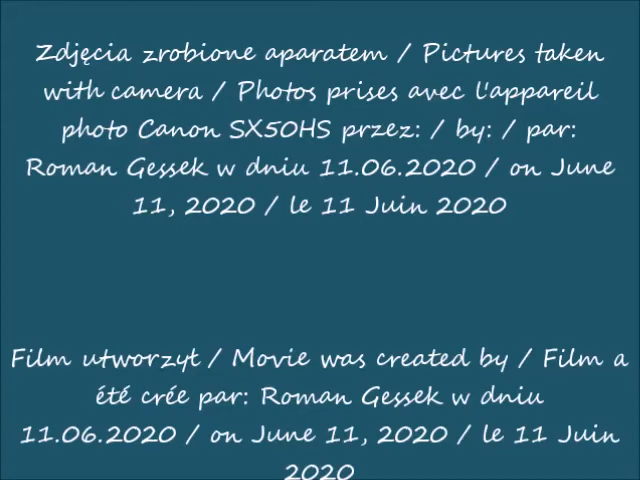 Zdjęcia zrobione aparatem / Pictures taken
with camera / Photos prises avec l'appareil
photo Canon SX50HS przez: / by: / par:
Roman Gessek w dniu 11.06.2020 / on June
11, 2020 / le 11 Juin 2020
Film utworzył / Movie was created by / Film a
été crée par: Roman Gessek w dniu
11.06.2020 / on June 11, 2020 / le 11 Juin
2020